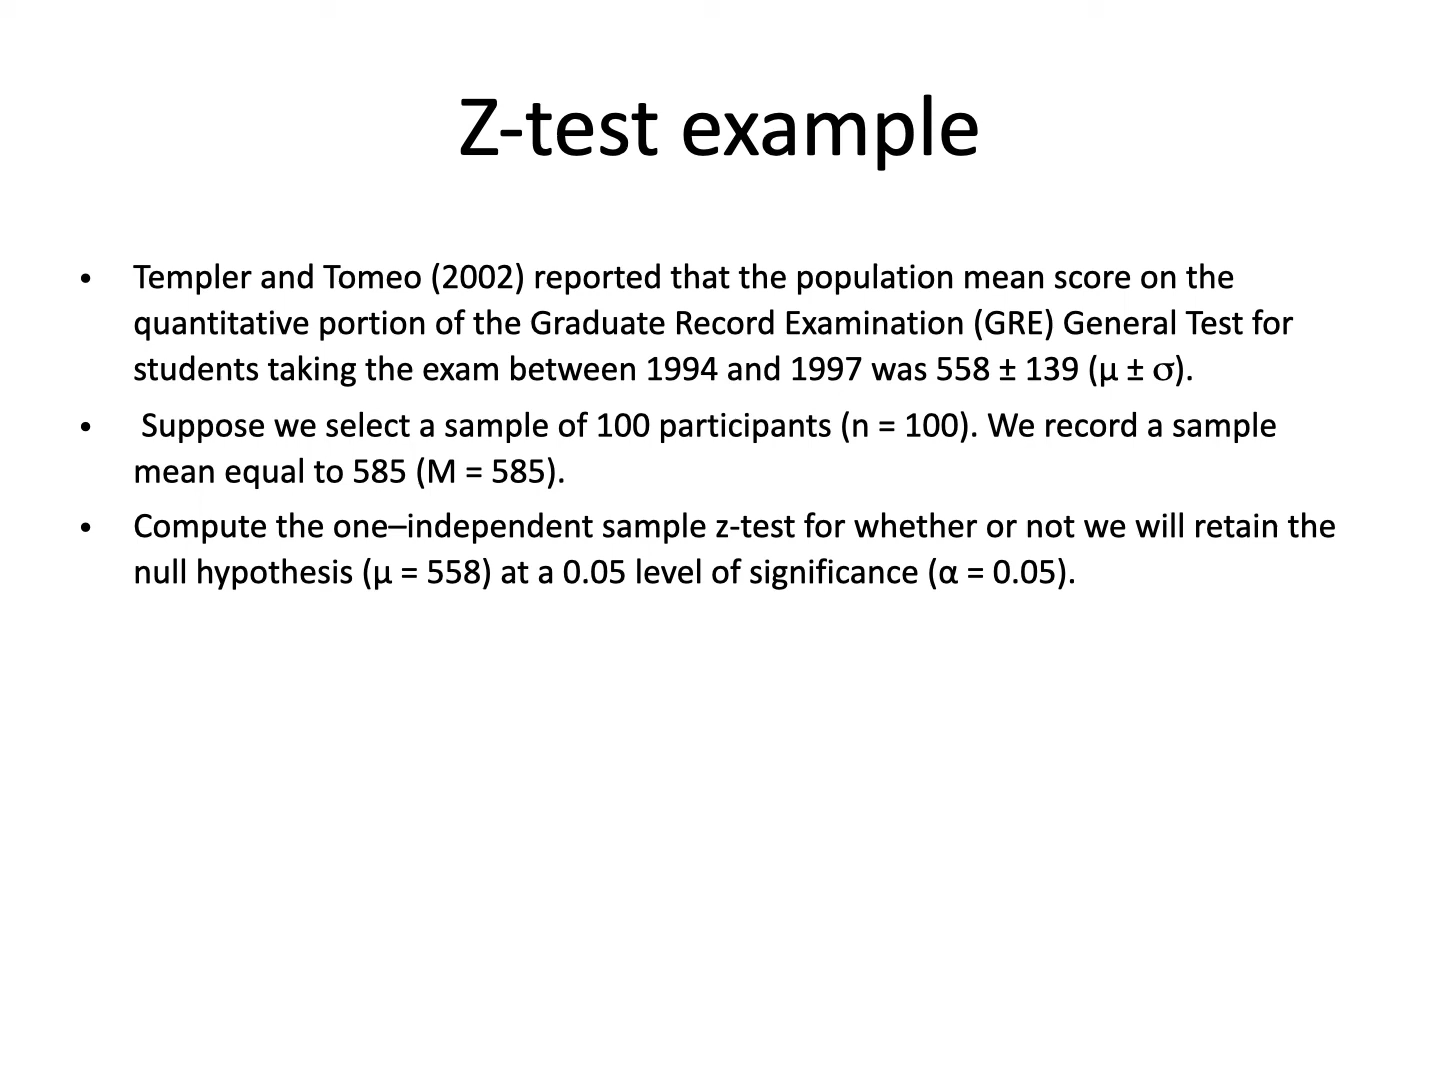 Z-test example
• Templer and Tomeo (2002) reported that the population mean score on the
quantitative portion of the Graduate Record Examination (GRE) General Test for
students taking the exam between 1994 and 1997 was 558 ± 139 (μ ± σ).
• Suppose we select a sample of 100 participants (n = 100). We record a sample
mean equal to 585 (M = 585).
• Compute the one–independent sample z-test for whether or not we will retain the
null hypothesis (μ = 558) at a 0.05 level of significance (α = 0.05).